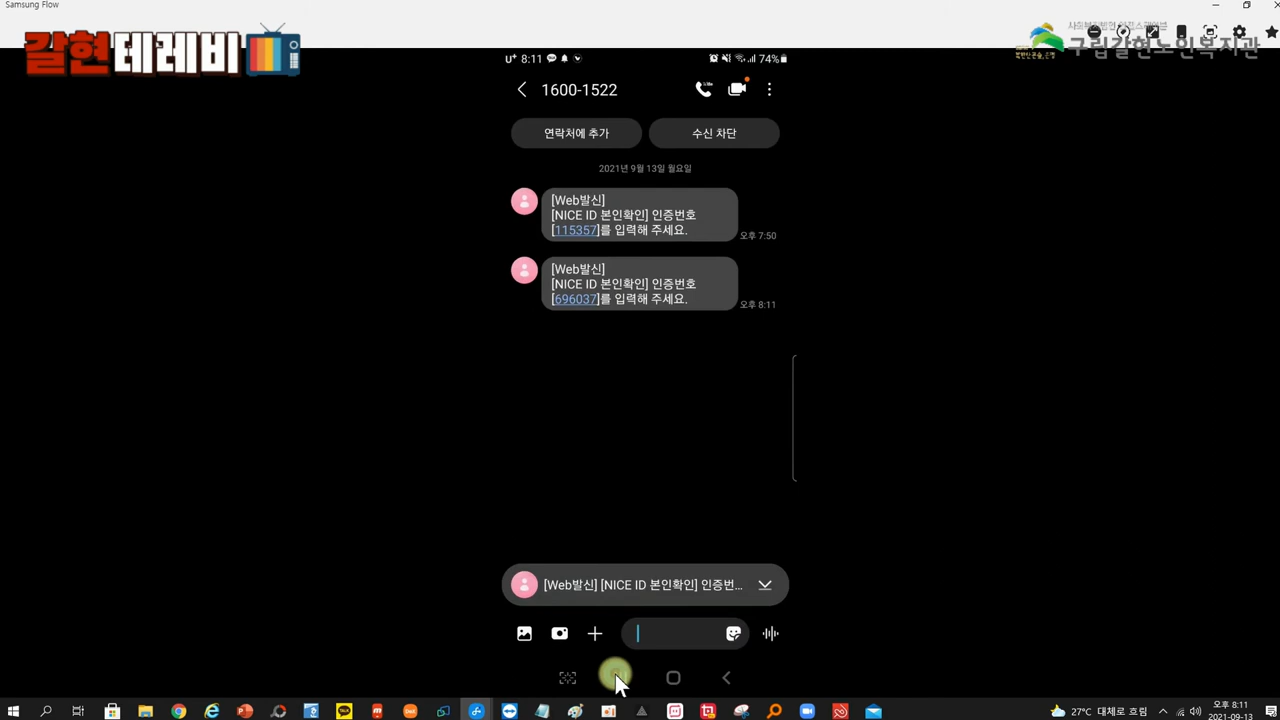 Samsung Flow
갈현테레비
구립갈현노인복지관
U+ 8:11
74%
1600-1522
연락처에 추가
수신 차단
2021년 9월 13일 월요일
[Web발신]
[NICE ID 본인확인] 인증번호
[115357]를 입력해 주세요.
오후 7:50
[Web발신]
[NICE ID 본인확인] 인증번호
[696037]를 입력해 주세요.
오후 8:11
[Web발신] [NICE ID 본인확인] 인증번...
27°C 대체로 흐림
오후 8:11
2021-09-13